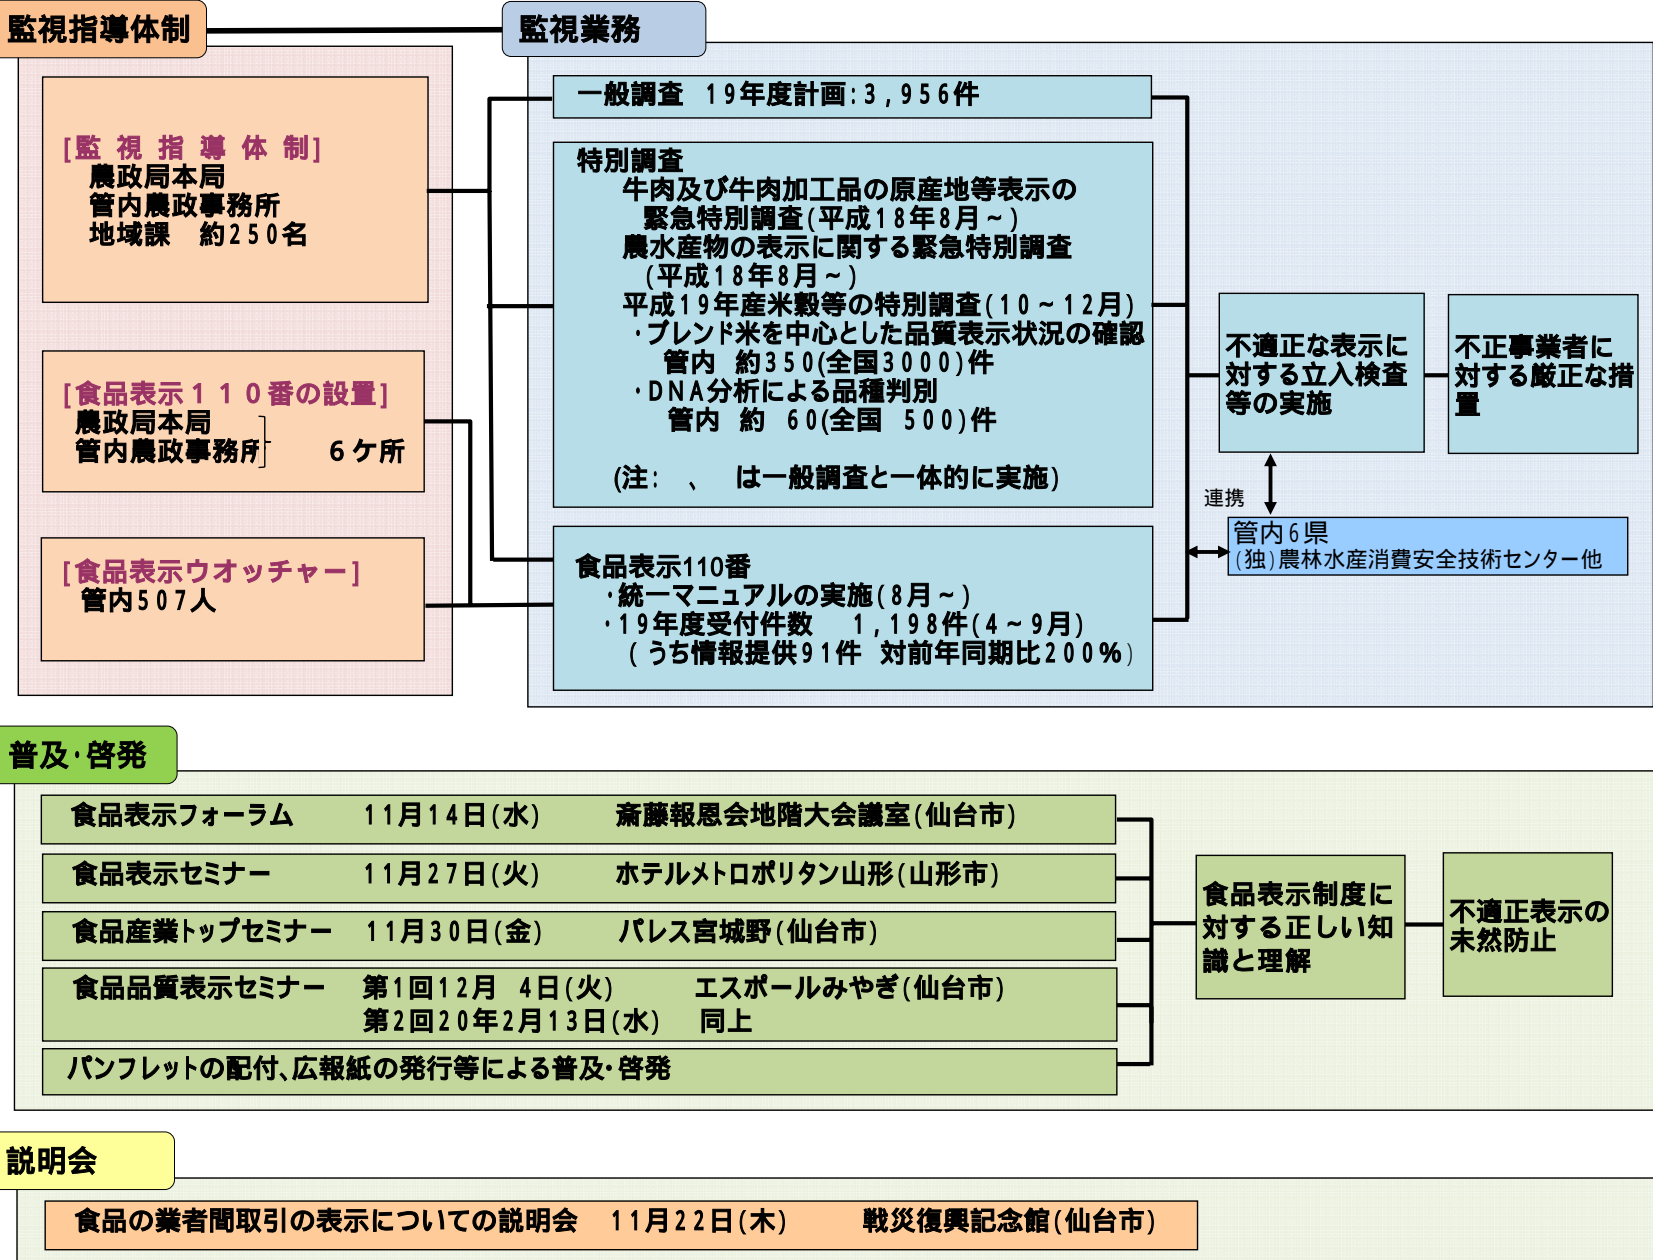 監視指導体制
監視業務
[監 視 指 導 体 制]
農政局本局
管内農政事務所
地域課 約250名
[食品表示110番の設置]
農政局本局
管内農政事務所 6ケ所
[食品表示ウオッチャー]
管内507人
一般調査 19年度計画:3,956件
特別調査
牛肉及び牛肉加工品の原産地等表示の
緊急特別調査(平成18年8月~)
農水産物の表示に関する緊急特別調査
(平成18年8月~)
平成19年産米穀等の特別調査(10~12月)
・ブレンド米を中心とした品質表示状況の確認
管内 約350(全国3000)件
・DNA分析による品種判別
管内 約 60(全国 500)件
(注: 、 は一般調査と一体的に実施)
食品表示110番
・統一マニュアルの実施(8月~)
・19年度受付件数 1,198件(4~9月)
(うち情報提供91件 対前年同期比200%)
不適正な表示に
対する立入検査
等の実施
不正事業者に
対する厳正な措
置
連携
管内6県
(独)農林水産消費安全技術センター他
普及・啓発
食品表示フォーラム 11月14日(水) 斎藤報恩会地階大会議室(仙台市)
食品表示セミナー 11月27日(火) ホテルメトロポリタン山形(山形市)
食品産業トップセミナー 11月30日(金) パレス宮城野(仙台市)
食品品質表示セミナー 第1回12月 4日(火) エスポールみやぎ(仙台市)
第2回20年2月13日(水) 同上
パンフレットの配付、広報紙の発行等による普及・啓発
食品表示制度に
対する正しい知
識と理解
不適正表示の
未然防止
説明会
食品の業者間取引の表示についての説明会 11月22日(木) 戦災復興記念館(仙台市)